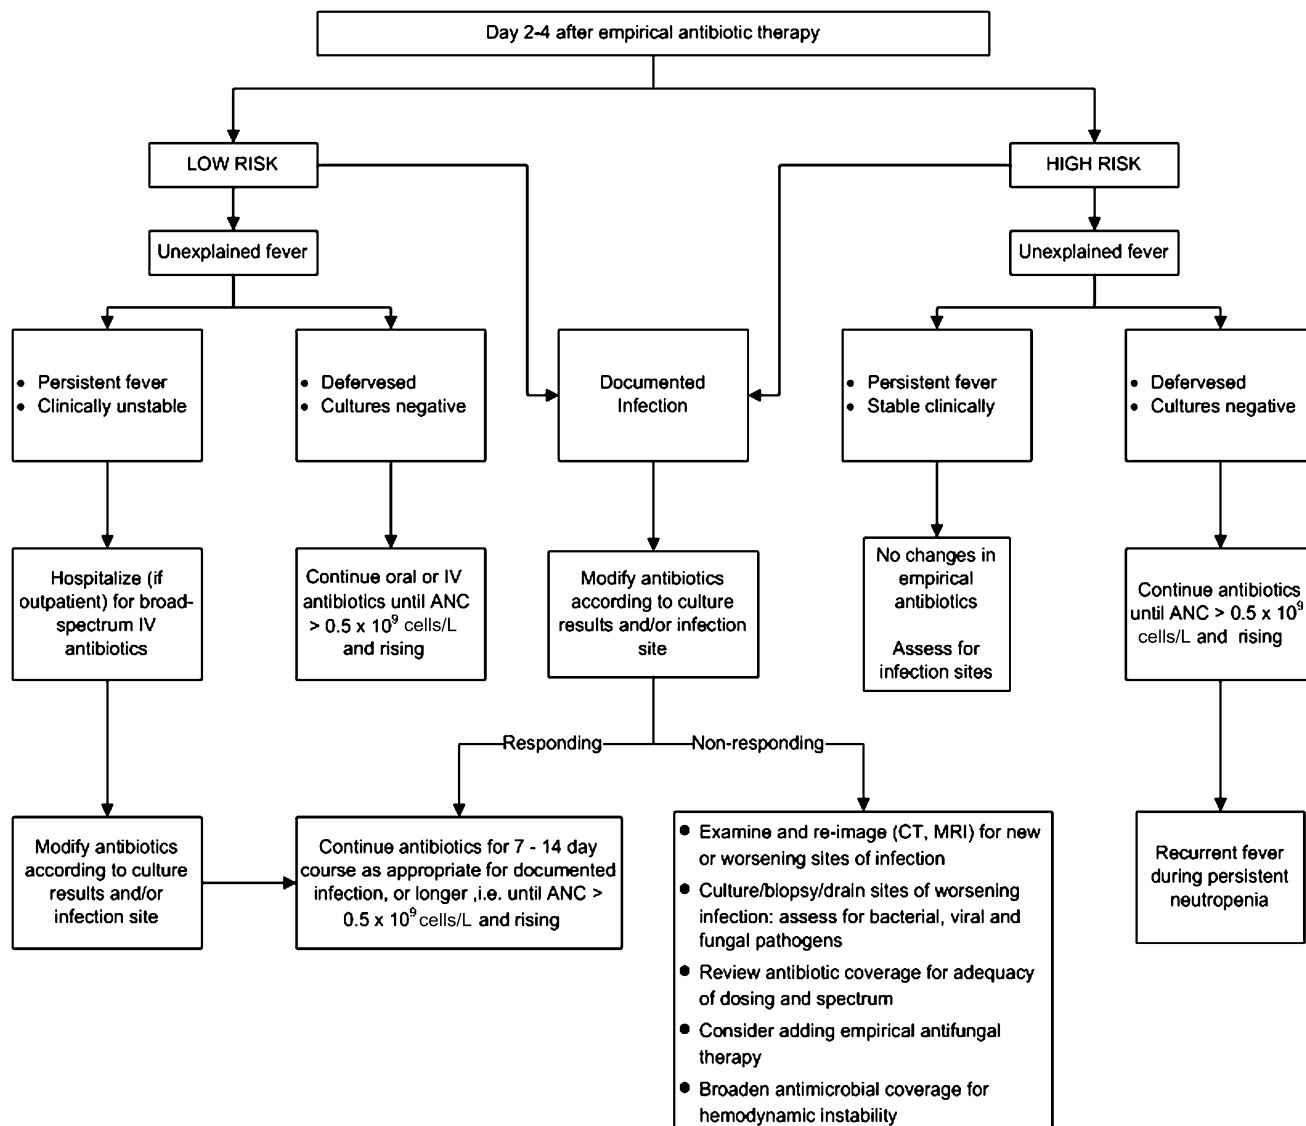 Day 2-4 after empirical antibiotic therapy
LOW RISK
HIGH RISK
Unexplained fever
Unexplained fever
• Persistent fever
• Clinically unstable
• Defervesed
• Cultures negative
Documented
Infection
• Persistent fever
• Stable clinically
• Defervesed
• Cultures negative
Hospitalize (if
outpatient) for broad-
spectrum IV
antibiotics
Continue oral or IV
antibiotics until ANC
> 0.5 x 10⁹ cells/L
and rising
Modify antibiotics
according to culture
results and/or infection
site
No changes in
empirical
antibiotics
Assess for
infection sites
Continue antibiotics
until ANC > 0.5 x 10⁹
cells/L and rising
Responding
Non-responding
Modify antibiotics
according to culture
results and/or
infection site
Continue antibiotics for 7 - 14 day
course as appropriate for documented
infection, or longer ,i.e. until ANC >
0.5 x 10⁹ cells/L and rising
• Examine and re-image (CT, MRI) for new
or worsening sites of infection
• Culture/biopsy/drain sites of worsening
infection: assess for bacterial, viral and
fungal pathogens
• Review antibiotic coverage for adequacy
of dosing and spectrum
• Consider adding empirical antifungal
therapy
• Broaden antimicrobial coverage for
hemodynamic instability
Recurrent fever
during persistent
neutropenia